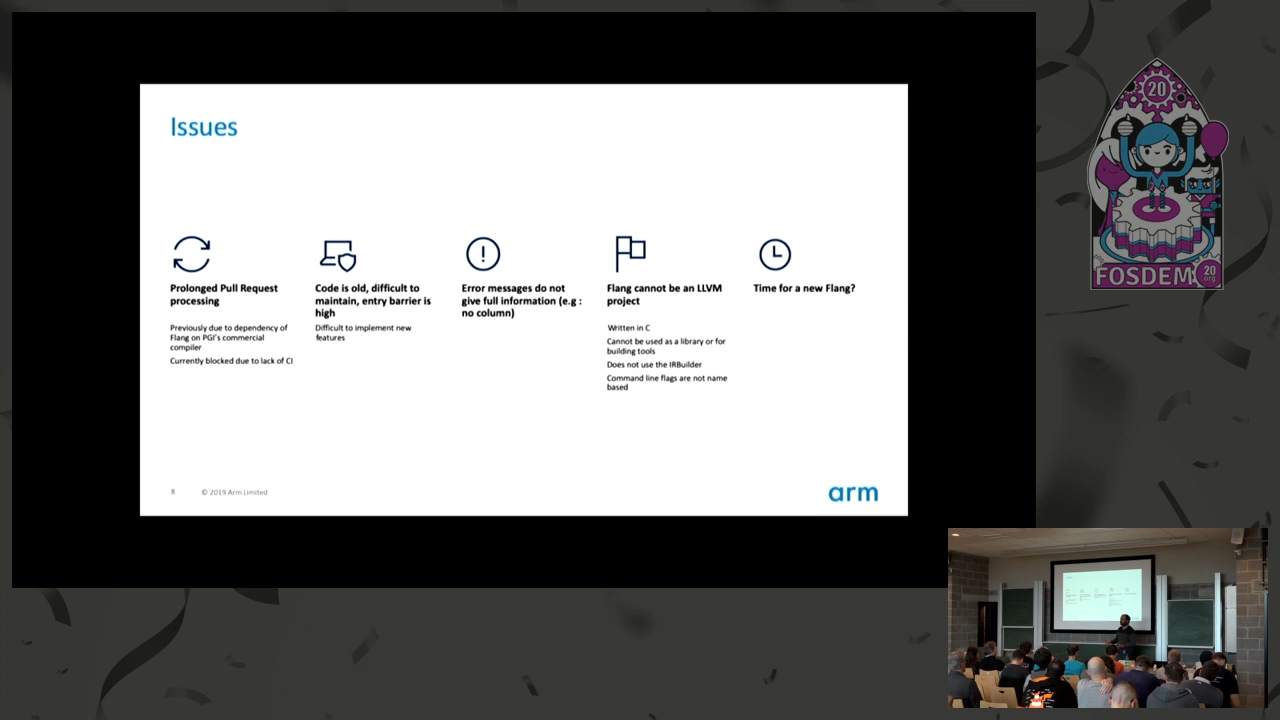 Issues
Prolonged Pull Request
processing
Previously due to dependency of
Flang on PGI's commercial
compiler
Currently blocked due to lack of CI
Code is old, difficult to
maintain, entry barrier is
high
Difficult to implement new
features
Error messages do not
give full information (e.g :
no column)
Flang cannot be an LLVM
project
Written in C
Cannot be used as a library or for
building tools
Does not use the IRBuilder
Command line flags are not name
based
Time for a new Flang?
8
© 2019 Arm Limited
arm
20
FOSDEM
20
.org